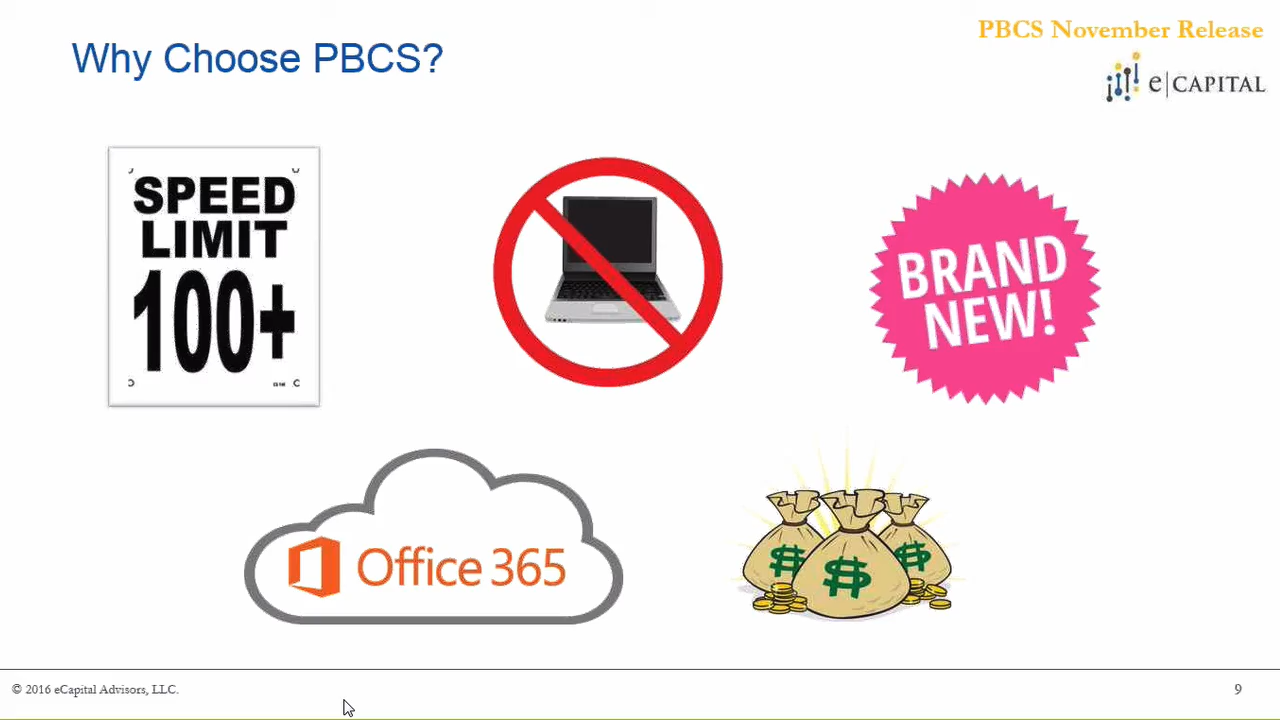 PBCS November Release
Why Choose PBCS?
e|CAPITAL
SPEED
LIMIT
100+
BRAND
NEW!
Office 365
$ $ $
© 2016 eCapital Advisors, LLC.
9